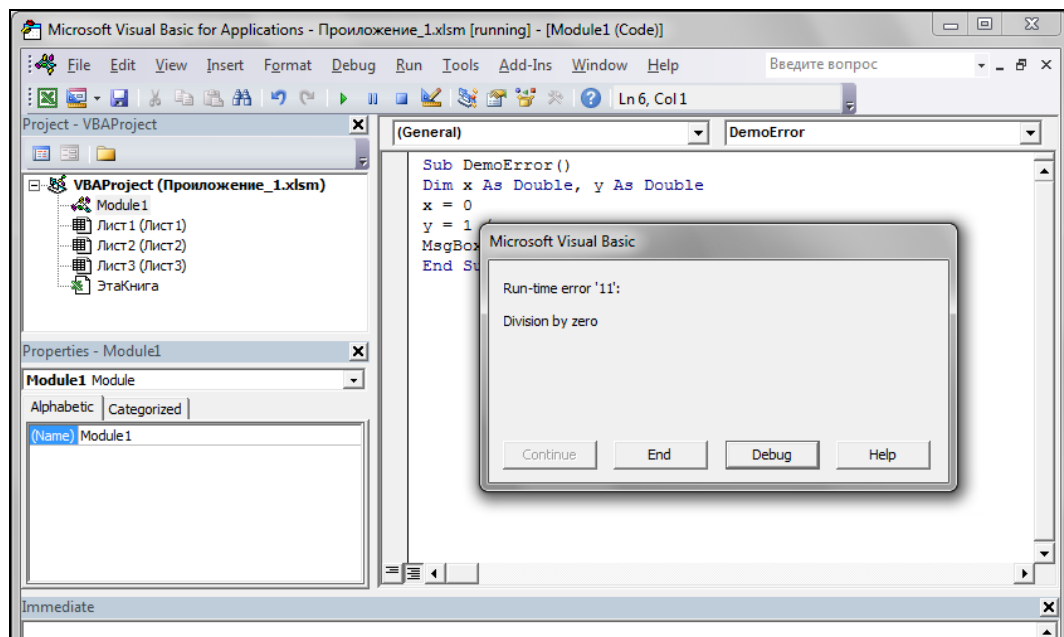 Microsoft Visual Basic for Applications - Проиложение_1.xlsm [running] - [Module1 (Code)]
File Edit View Insert Format Debug Run Tools Add-Ins Window Help Введите вопрос
Ln 6, Col 1
Project - VBAProject
(General) DemoError
VBAProject (Проиложение_1.xlsm)
Module1
Лист1 (Лист1)
Лист2 (Лист2)
Лист3 (Лист3)
ЭтаКнига
Sub DemoError()
Dim x As Double, y As Double
x = 0
y = 1 /
MsgBox
End Su
Microsoft Visual Basic
Run-time error '11':
Division by zero
Continue End Debug Help
Properties - Module1
Module1 Module
Alphabetic Categorized
(Name) Module1
Immediate